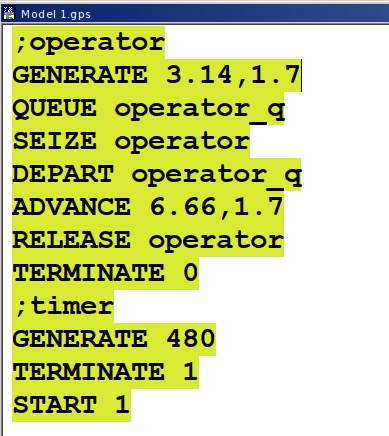 Model 1.gps
;operator
GENERATE 3.14,1.7
QUEUE operator_q
SEIZE operator
DEPART operator_q
ADVANCE 6.66,1.7
RELEASE operator
TERMINATE 0
;timer
GENERATE 480
TERMINATE 1
START 1